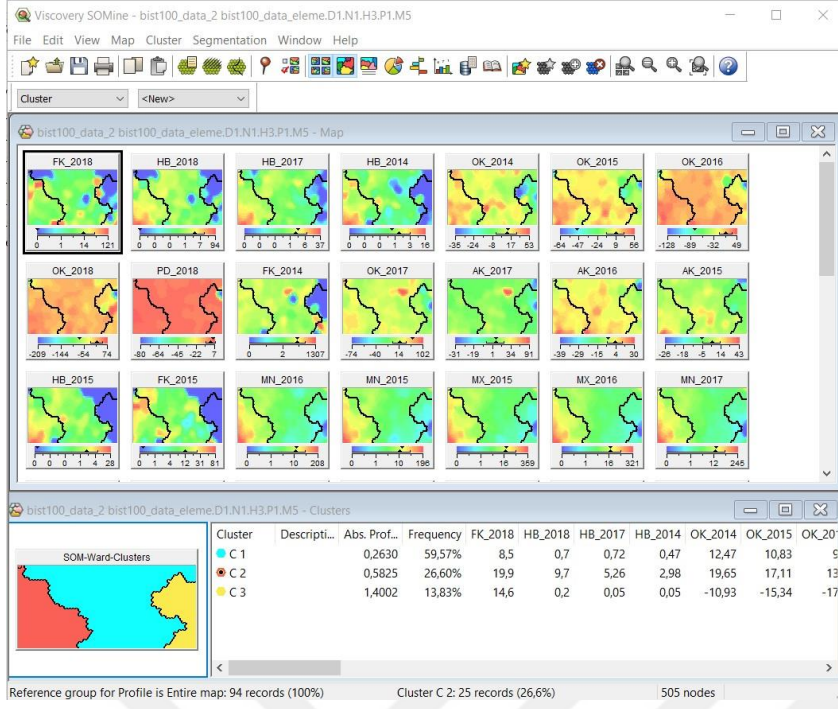 Viscovery SOMine - bist100_data_2 bist100_data_eleme.D1.N1.H3.P1.M5
File Edit View Map Cluster Segmentation Window Help
Cluster <New>
bist100_data_2 bist100_data_eleme.D1.N1.H3.P1.M5 - Map
FK_2018 HB_2018 HB_2017 HB_2014 OK_2014 OK_2015 OK_2016
0 1 14 121 0 0 0 1 7 94 0 0 0 1 6 37 0 0 0 1 3 16 -35 -24 -8 17 53 -64 -47 -24 9 56 -128 -89 -32 49
OK_2018 PD_2018 FK_2014 OK_2017 AK_2017 AK_2016 AK_2015
-209 -144 -54 74 -80 -64 -45 -22 7 0 2 1307 -74 -40 14 102 -31 -19 1 34 91 -39 -29 -15 4 30 -26 -18 -5 14 43
HB_2015 FK_2015 MN_2016 MN_2015 MX_2015 MX_2016 MN_2017
0 0 0 1 4 28 0 1 4 12 31 81 0 1 10 208 0 1 10 196 0 1 16 359 0 1 16 321 0 1 12 245
bist100_data_2 bist100_data_eleme.D1.N1.H3.P1.M5 - Clusters
SOM-Ward-Clusters
Cluster Descripti... Abs. Prof... Frequency FK_2018 HB_2018 HB_2017 HB_2014 OK_2014 OK_2015 OK_201
C 1 0,2630 59,57% 8,5 0,7 0,72 0,47 12,47 10,83 9
C 2 0,5825 26,60% 19,9 9,7 5,26 2,98 19,65 17,11 13
C 3 1,4002 13,83% 14,6 0,2 0,05 0,05 -10,93 -15,34 -17
Reference group for Profile is Entire map: 94 records (100%) Cluster C 2: 25 records (26,6%) 505 nodes